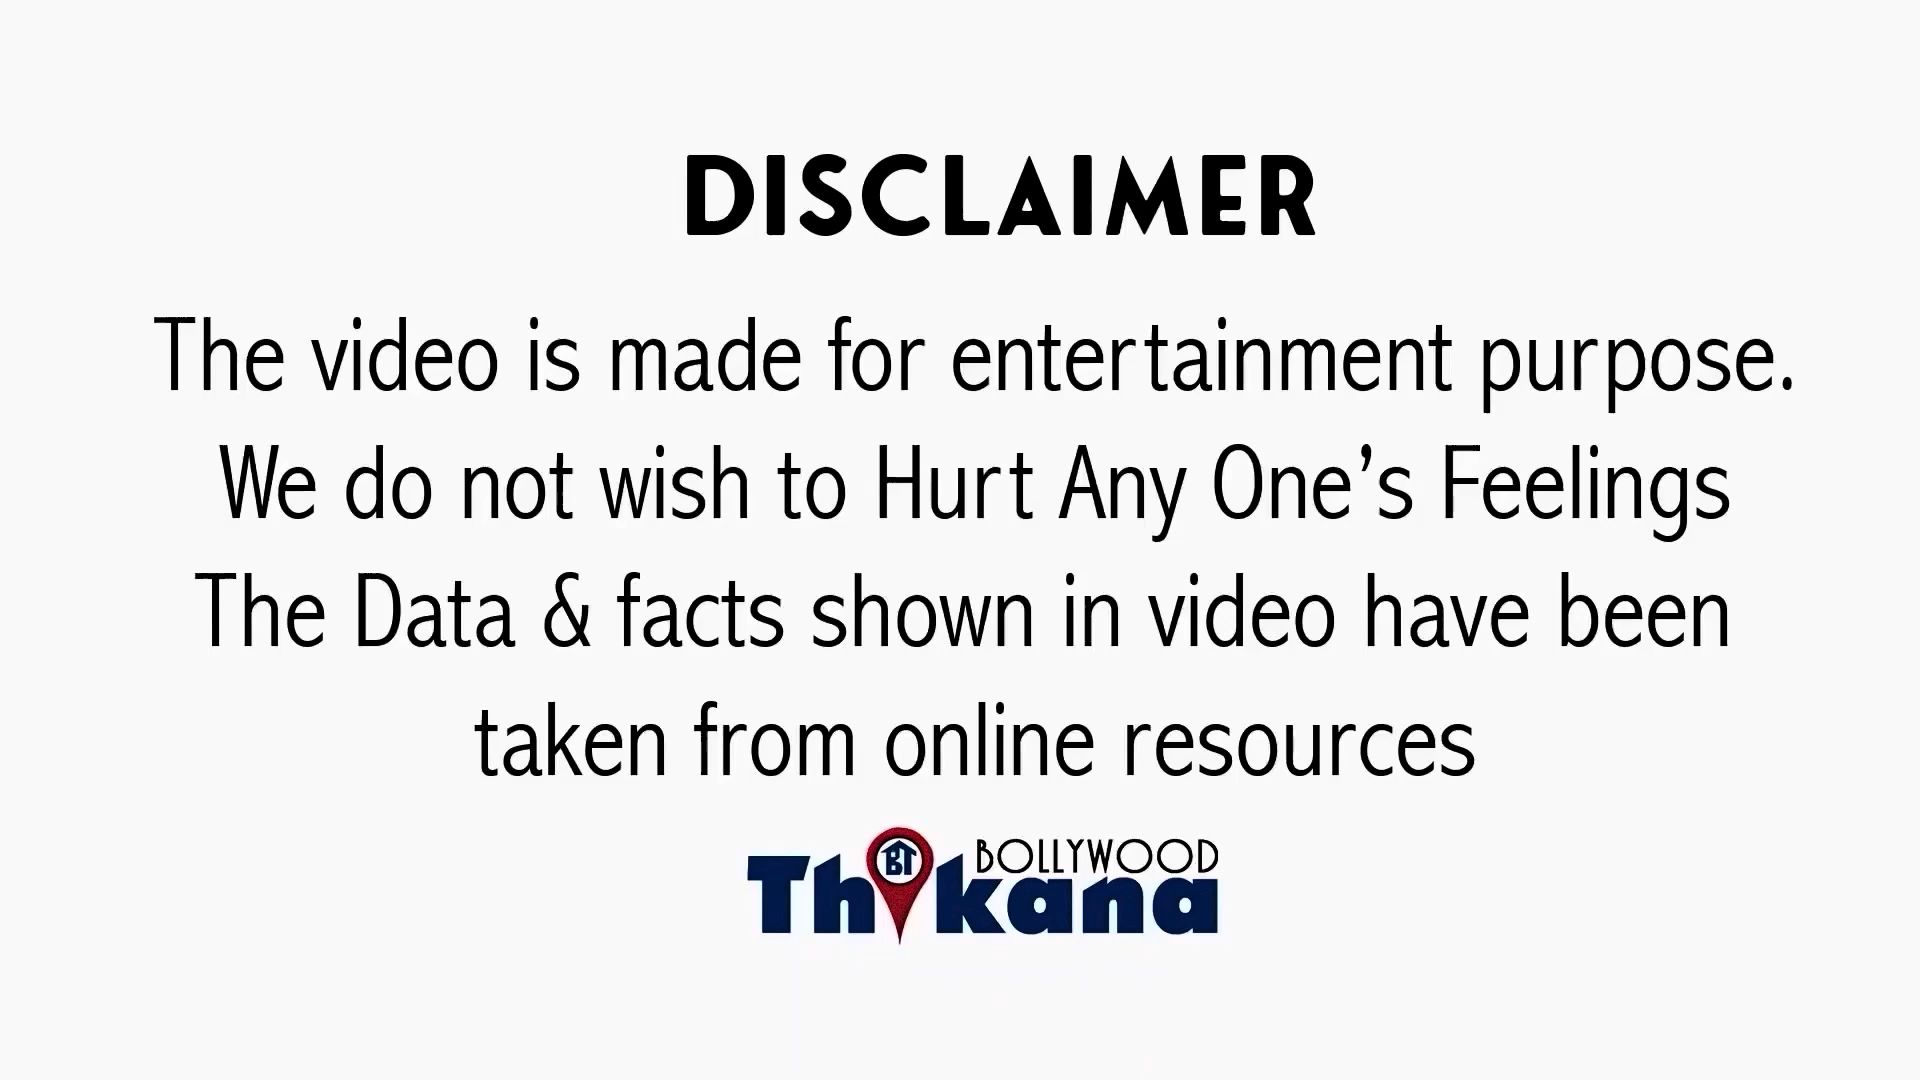 DISCLAIMER
The video is made for entertainment purpose.
We do not wish to Hurt Any One’s Feelings
The Data & facts shown in video have been
taken from online resources
BOLLYWOOD
BT
Thikana